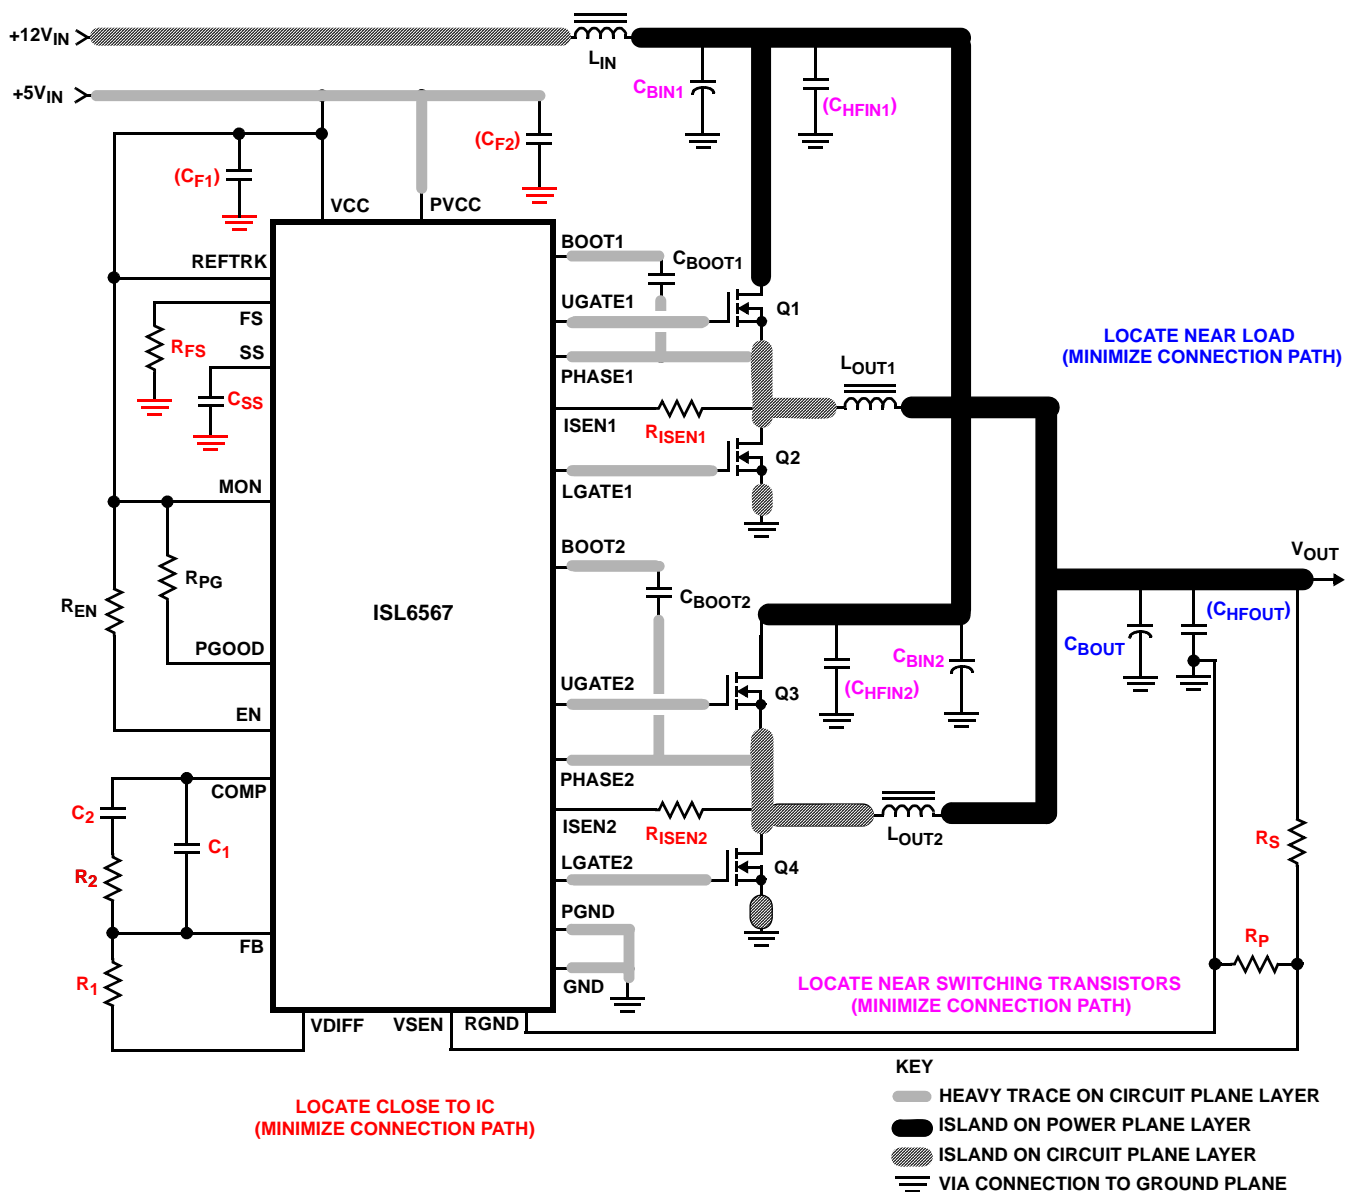 +12VIN
LIN
CBIN1
(CHFIN1)
+5VIN
(CF2)
(CF1)
VCC
PVCC
BOOT1
CBOOT1
REFTRK
UGATE1
Q1
FS
RFS
SS
LOCATE NEAR LOAD
(MINIMIZE CONNECTION PATH)
PHASE1
LOUT1
CSS
ISEN1
RISEN1
Q2
MON
LGATE1
BOOT2
VOUT
RPG
CBOOT2
REN
ISL6567
(CHFOUT)
CBOUT
PGOOD
CBIN2
(CHFIN2)
UGATE2
Q3
EN
PHASE2
COMP
C2
C1
ISEN2
RISEN2
LOUT2
RS
R2
LGATE2
Q4
PGND
FB
RP
R1
GND
LOCATE NEAR SWITCHING TRANSISTORS
(MINIMIZE CONNECTION PATH)
VDIFF
VSEN
RGND
KEY
HEAVY TRACE ON CIRCUIT PLANE LAYER
LOCATE CLOSE TO IC
(MINIMIZE CONNECTION PATH)
ISLAND ON POWER PLANE LAYER
ISLAND ON CIRCUIT PLANE LAYER
VIA CONNECTION TO GROUND PLANE